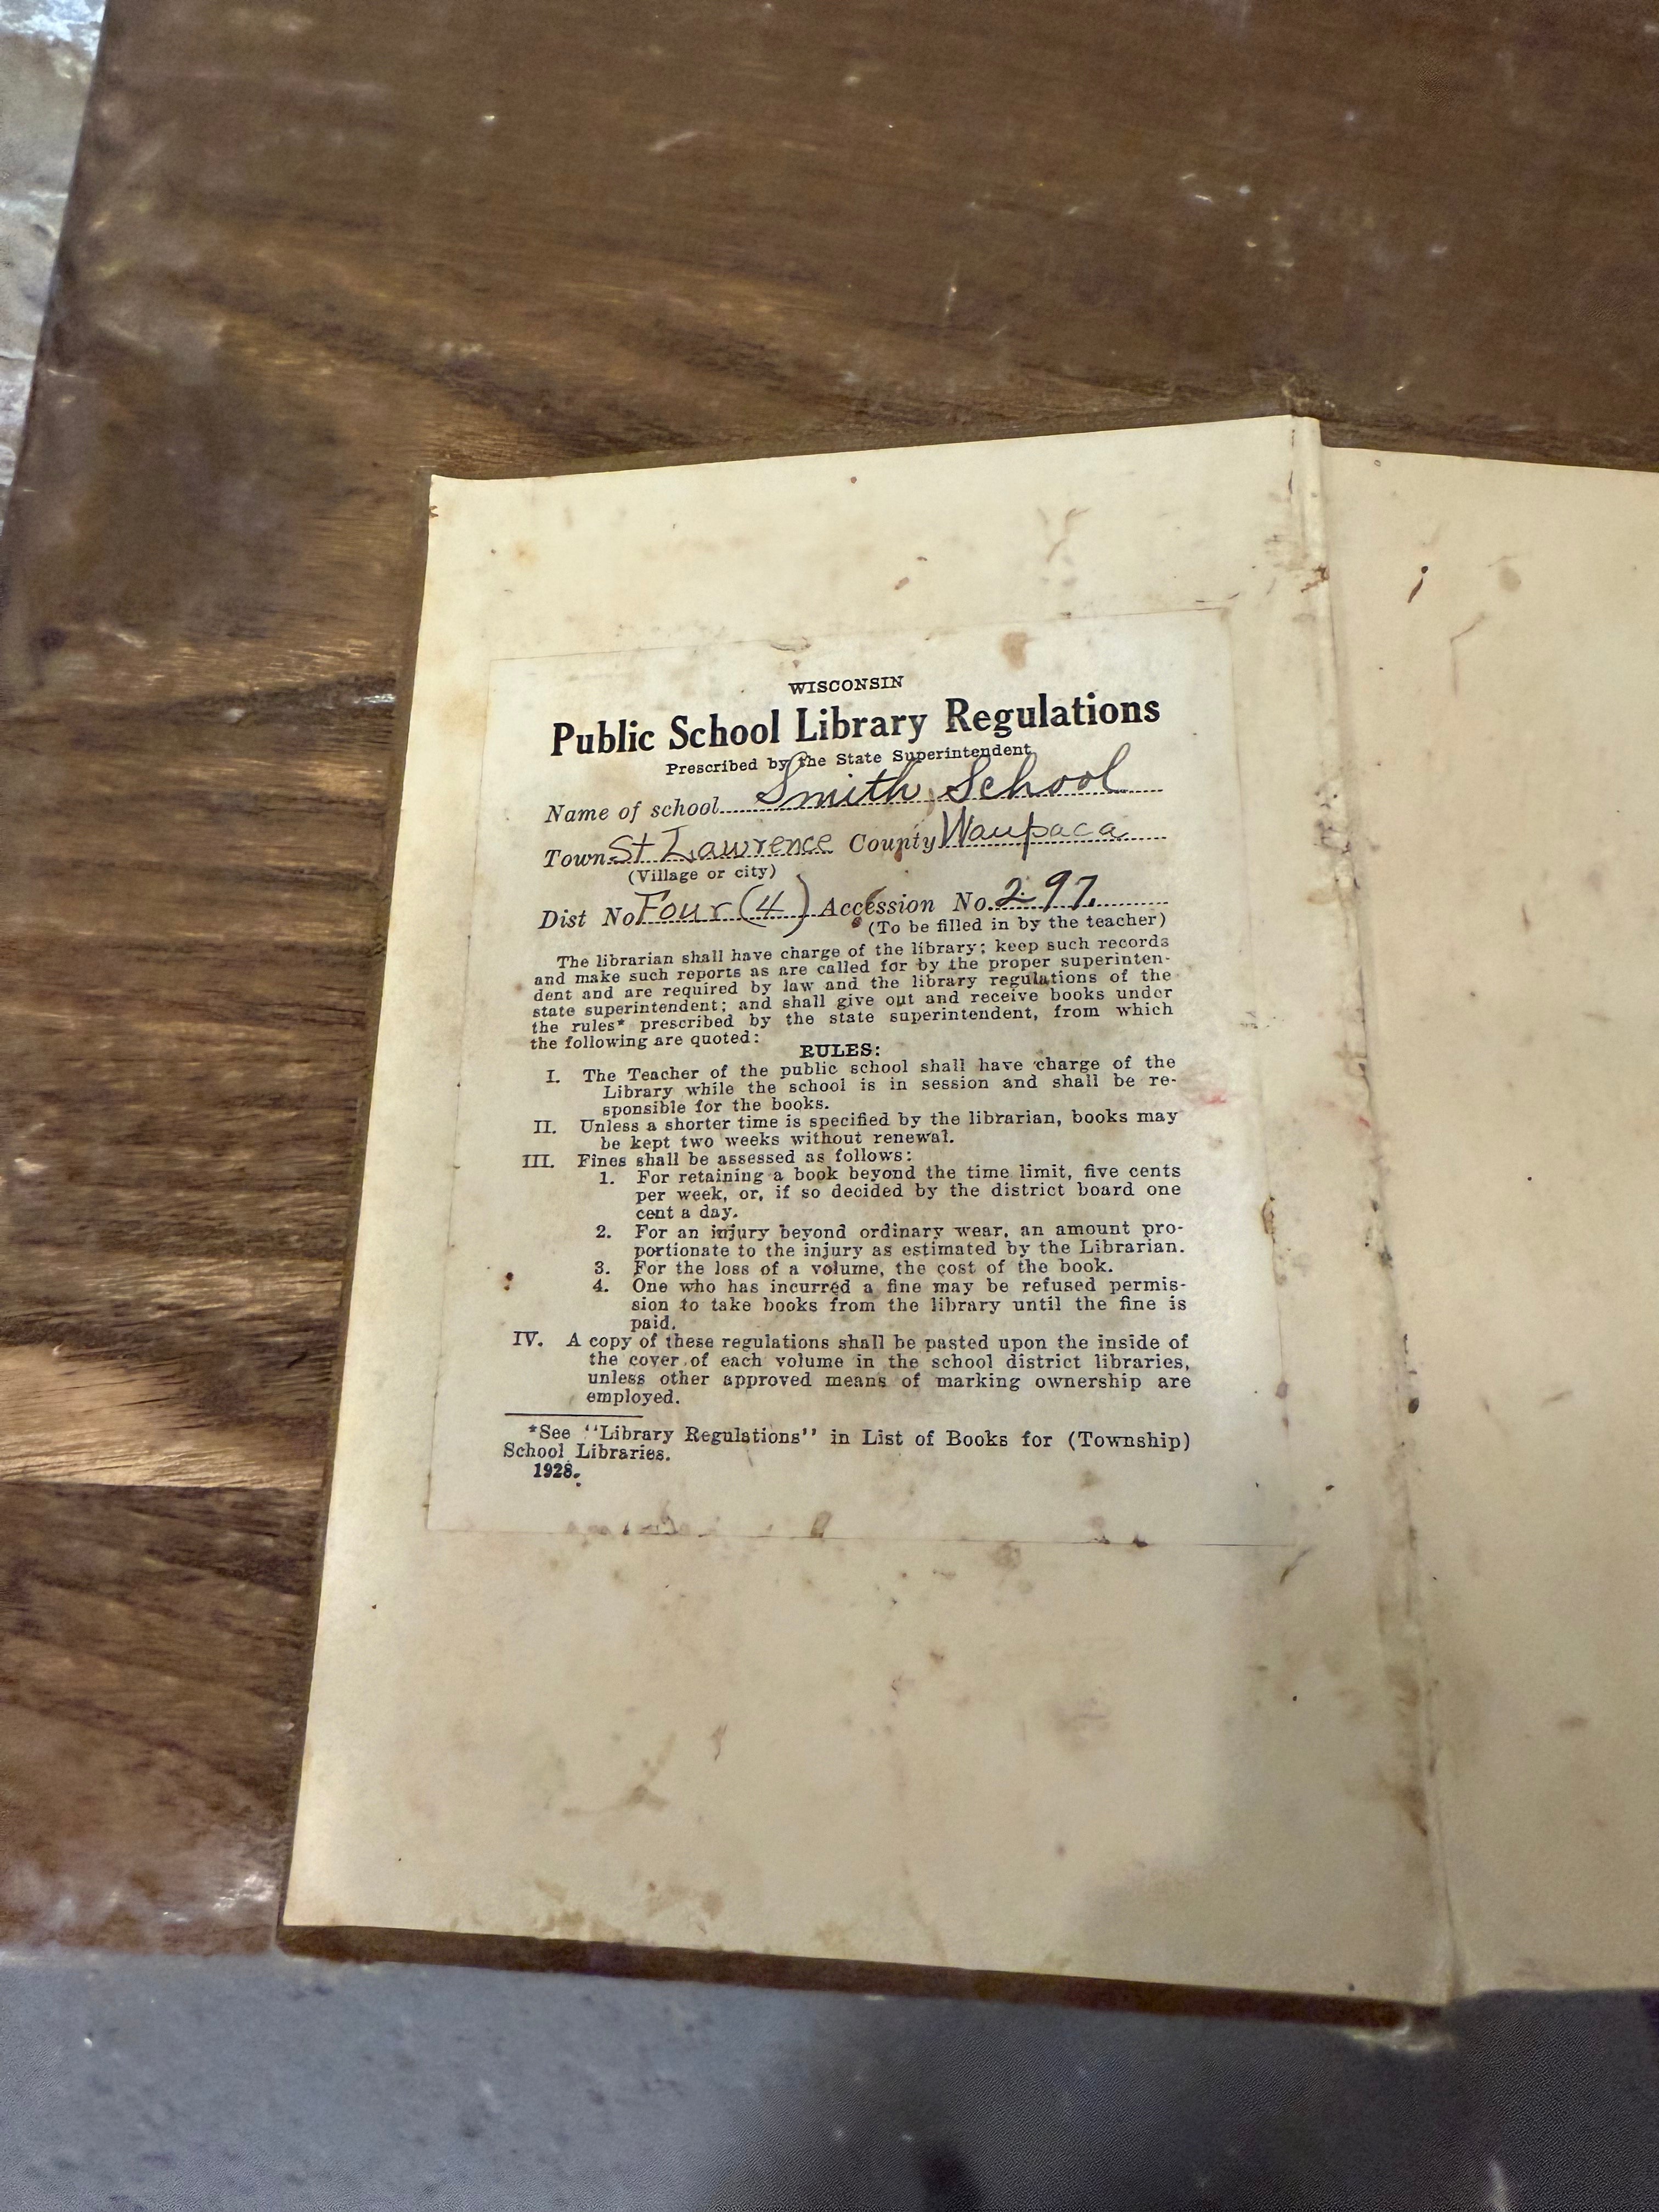 WISCONSIN
Public School Library Regulations
Prescribed by the State Superintendent
Name of school Smith School
Town St Lawrence County Waupaca
(Village or city)
Dist No Four (4) Accession No. 297.
(To be filled in by the teacher)
The librarian shall have charge of the library; keep such records
and make such reports as are called for by the proper superinten-
dent and are required by law and the library regulations of the
state superintendent; and shall give out and receive books under
the rules* prescribed by the state superintendent, from which
the following are quoted:
RULES:
I. The Teacher of the public school shall have charge of the
Library while the school is in session and shall be re-
sponsible for the books.
II. Unless a shorter time is specified by the librarian, books may
be kept two weeks without renewal.
III. Fines shall be assessed as follows:
1. For retaining a book beyond the time limit, five cents
per week, or, if so decided by the district board one
cent a day.
2. For an injury beyond ordinary wear, an amount pro-
portionate to the injury as estimated by the Librarian.
3. For the loss of a volume, the cost of the book.
4. One who has incurred a fine may be refused permis-
sion to take books from the library until the fine is
paid.
IV. A copy of these regulations shall be pasted upon the inside of
the cover of each volume in the school district libraries,
unless other approved means of marking ownership are
employed.
*See "Library Regulations" in List of Books for (Township)
School Libraries.
1928.